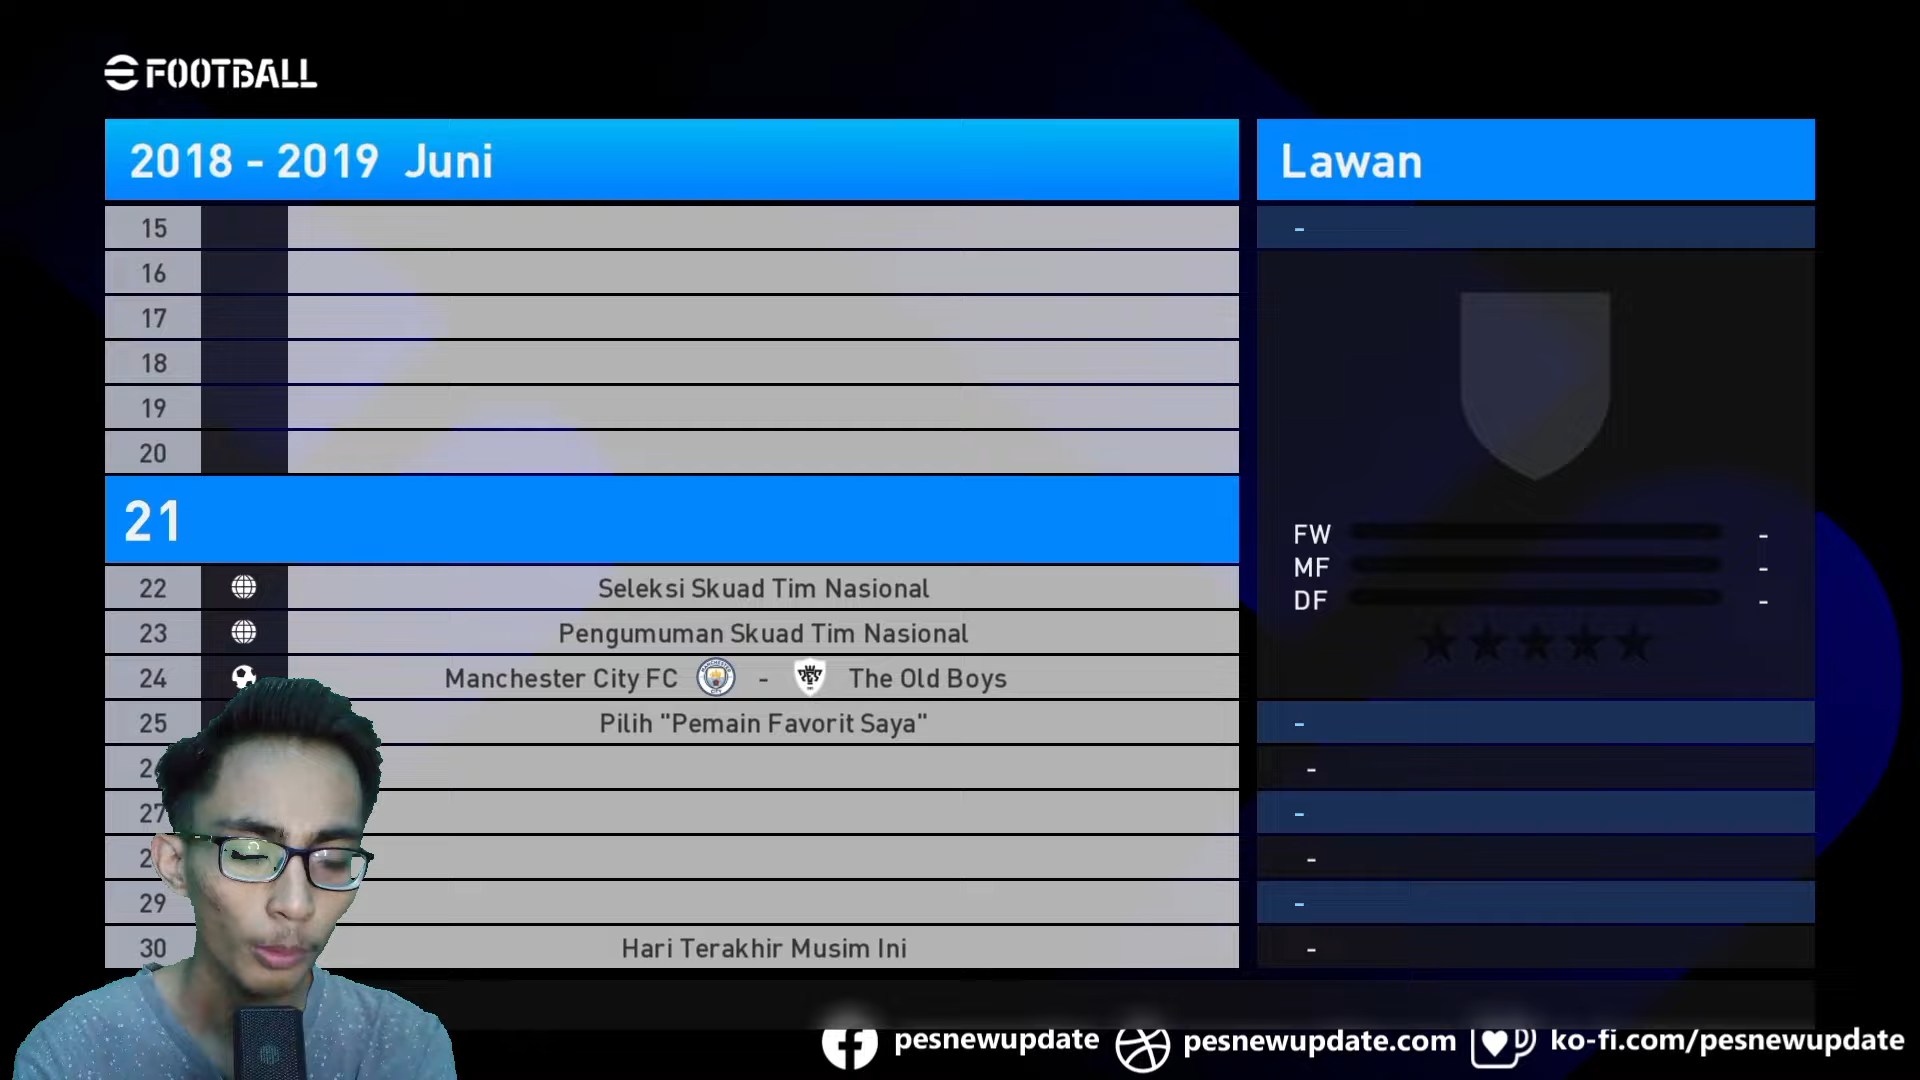 FOOTBALL
2018 - 2019 Juni
Lawan
15
-
16
17
18
19
20
21
FW -
MF -
DF -
22 Seleksi Skuad Tim Nasional
23 Pengumuman Skuad Tim Nasional
24 Manchester City FC - The Old Boys
25 Pilih "Pemain Favorit Saya"
-
-
27
-
-
29
-
30 Hari Terakhir Musim Ini
-
pesnewupdate pesnewupdate.com ko-fi.com/pesnewupdate